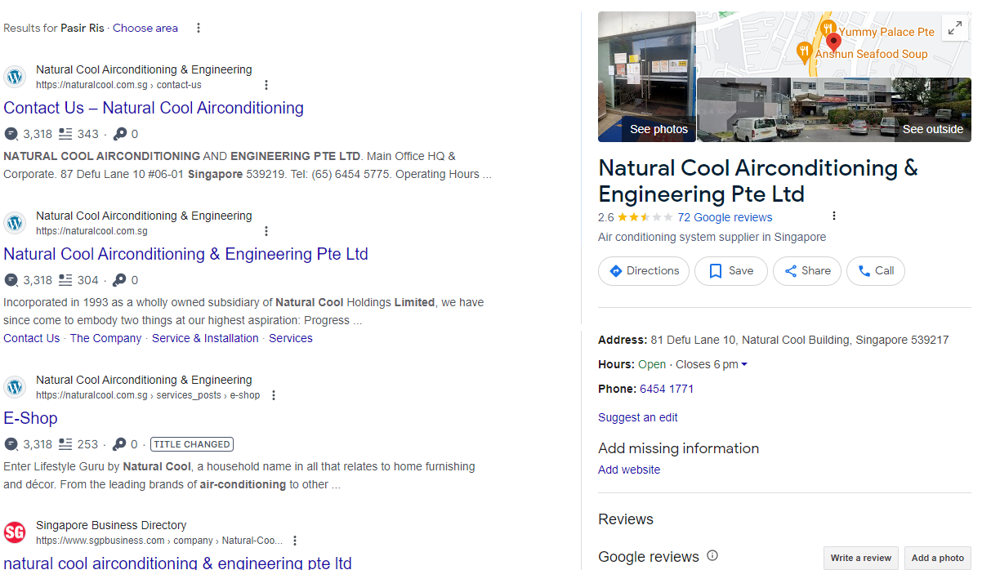 Results for Pasir Ris · Choose area
Natural Cool Airconditioning & Engineering
https://naturalcool.com.sg › contact-us
Contact Us – Natural Cool Airconditioning
3,318 343 · 0
NATURAL COOL AIRCONDITIONING AND ENGINEERING PTE LTD. Main Office HQ &
Corporate. 87 Defu Lane 10 #06-01 Singapore 539219. Tel: (65) 6454 5775. Operating Hours ...
Natural Cool Airconditioning & Engineering
https://naturalcool.com.sg
Natural Cool Airconditioning & Engineering Pte Ltd
3,318 304 · 0
Incorporated in 1993 as a wholly owned subsidiary of Natural Cool Holdings Limited, we have
since come to embody two things at our highest aspiration: Progress ...
Contact Us · The Company · Service & Installation · Services
Natural Cool Airconditioning & Engineering
https://naturalcool.com.sg › services_posts › e-shop
E-Shop
3,318 253 · 0 · TITLE CHANGED
Enter Lifestyle Guru by Natural Cool, a household name in all that relates to home furnishing
and décor. From the leading brands of air-conditioning to other ...
SG
Singapore Business Directory
https://www.sgpbusiness.com › company › Natural-Coo...
natural cool airconditioning & engineering pte ltd
Yummy Palace Pte
Anshun Seafood Soup
See photos
See outside
Natural Cool Airconditioning &
Engineering Pte Ltd
2.6 72 Google reviews
Air conditioning system supplier in Singapore
Directions Save Share Call
Address: 81 Defu Lane 10, Natural Cool Building, Singapore 539217
Hours: Open · Closes 6 pm
Phone: 6454 1771
Suggest an edit
Add missing information
Add website
Reviews
Google reviews
Write a review Add a photo